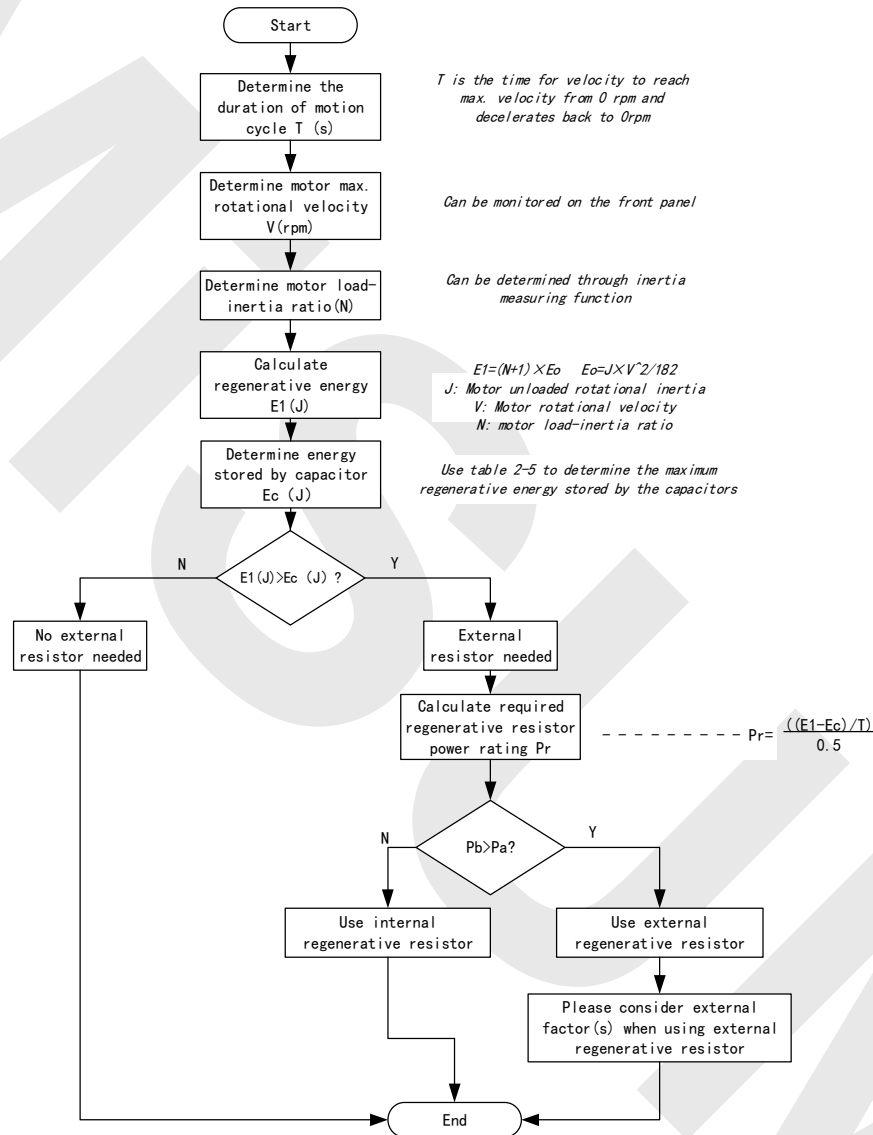 Start
Determine the
duration of motion
cycle T (s)
T is the time for velocity to reach
max. velocity from 0 rpm and
decelerates back to 0rpm
Determine motor max.
rotational velocity
V(rpm)
Can be monitored on the front panel
Determine motor load-
inertia ratio(N)
Can be determined through inertia
measuring function
Calculate
regenerative energy
E1(J)
E1=(N+1)×Eo Eo=J×V^2/182
J: Motor unloaded rotational inertia
V: Motor rotational velocity
N: motor load-inertia ratio
Determine energy
stored by capacitor
Ec (J)
Use table 2-5 to determine the maximum
regenerative energy stored by the capacitors
E1(J)>Ec (J) ?
N
Y
No external
resistor needed
External
resistor needed
Calculate required
regenerative resistor
power rating Pr
Pr= ((E1-Ec)/T)
0.5
Pb>Pa?
N
Y
Use internal
regenerative resistor
Use external
regenerative resistor
Please consider external
factor(s) when using external
regenerative resistor
End